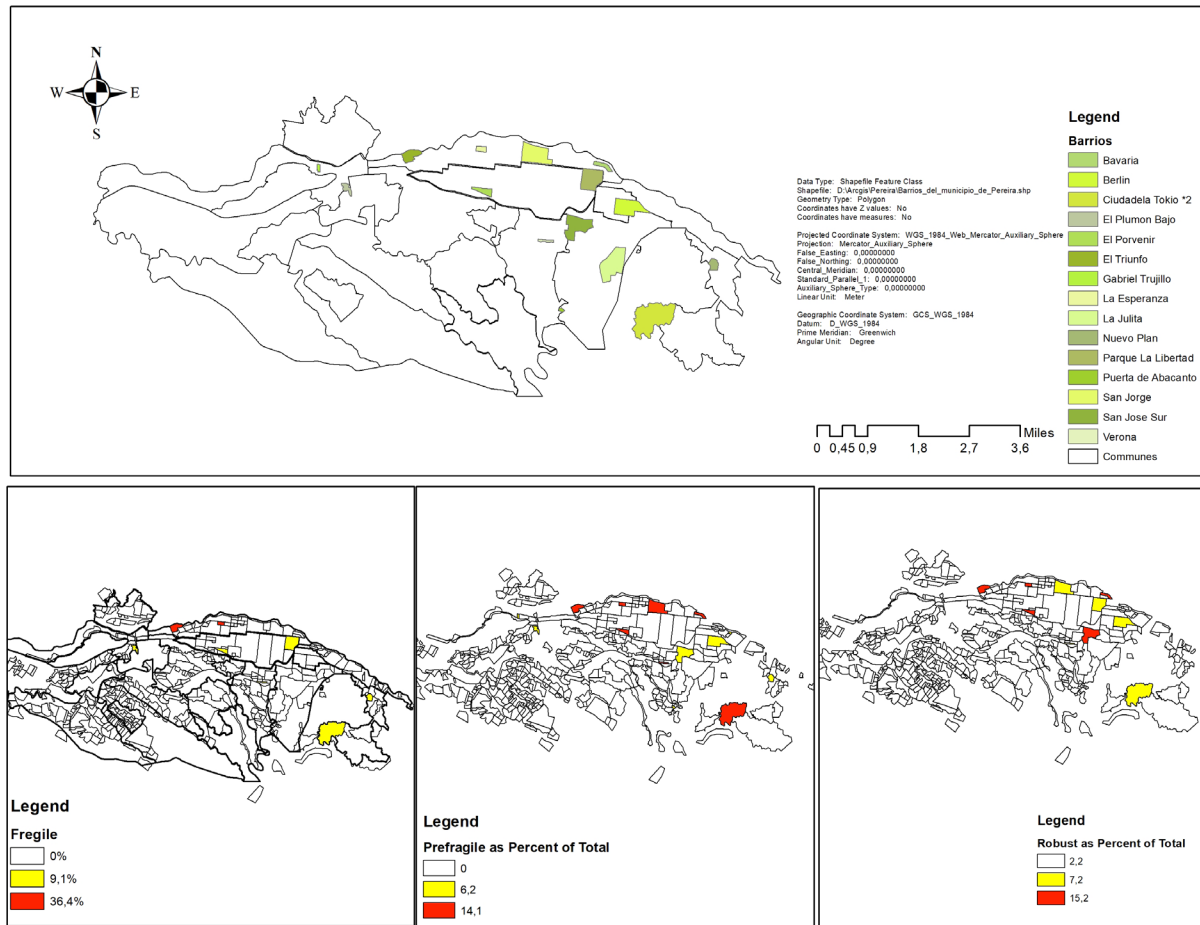 N
W
E
S
Data Type: Shapefile Feature Class
Shapefile: D:\Arcgis\Pereira\Barrios_del_municipio_de_Pereira.shp
Geometry Type: Polygon
Coordinates have Z values: No
Coordinates have measures: No
Projected Coordinate System: WGS_1984_Web_Mercator_Auxiliary_Sphere
Projection: Mercator_Auxiliary_Sphere
False_Easting: 0,00000000
False_Northing: 0,00000000
Central_Meridian: 0,00000000
Standard_Parallel_1: 0,00000000
Auxiliary_Sphere_Type: 0,00000000
Linear Unit: Meter
Geographic Coordinate System: GCS_WGS_1984
Datum: D_WGS_1984
Prime Meridian: Greenwich
Angular Unit: Degree
Legend
Barrios
Bavaria
Berlin
Ciudadela Tokio *2
El Plumon Bajo
El Porvenir
El Triunfo
Gabriel Trujillo
La Esperanza
La Julita
Nuevo Plan
Parque La Libertad
Puerta de Abacanto
San Jorge
San Jose Sur
Verona
Communes
Miles
0 0,45 0,9 1,8 2,7 3,6
Legend
Fregile
0%
9,1%
36,4%
Legend
Prefragile as Percent of Total
0
6,2
14,1
Legend
Robust as Percent of Total
2,2
7,2
15,2